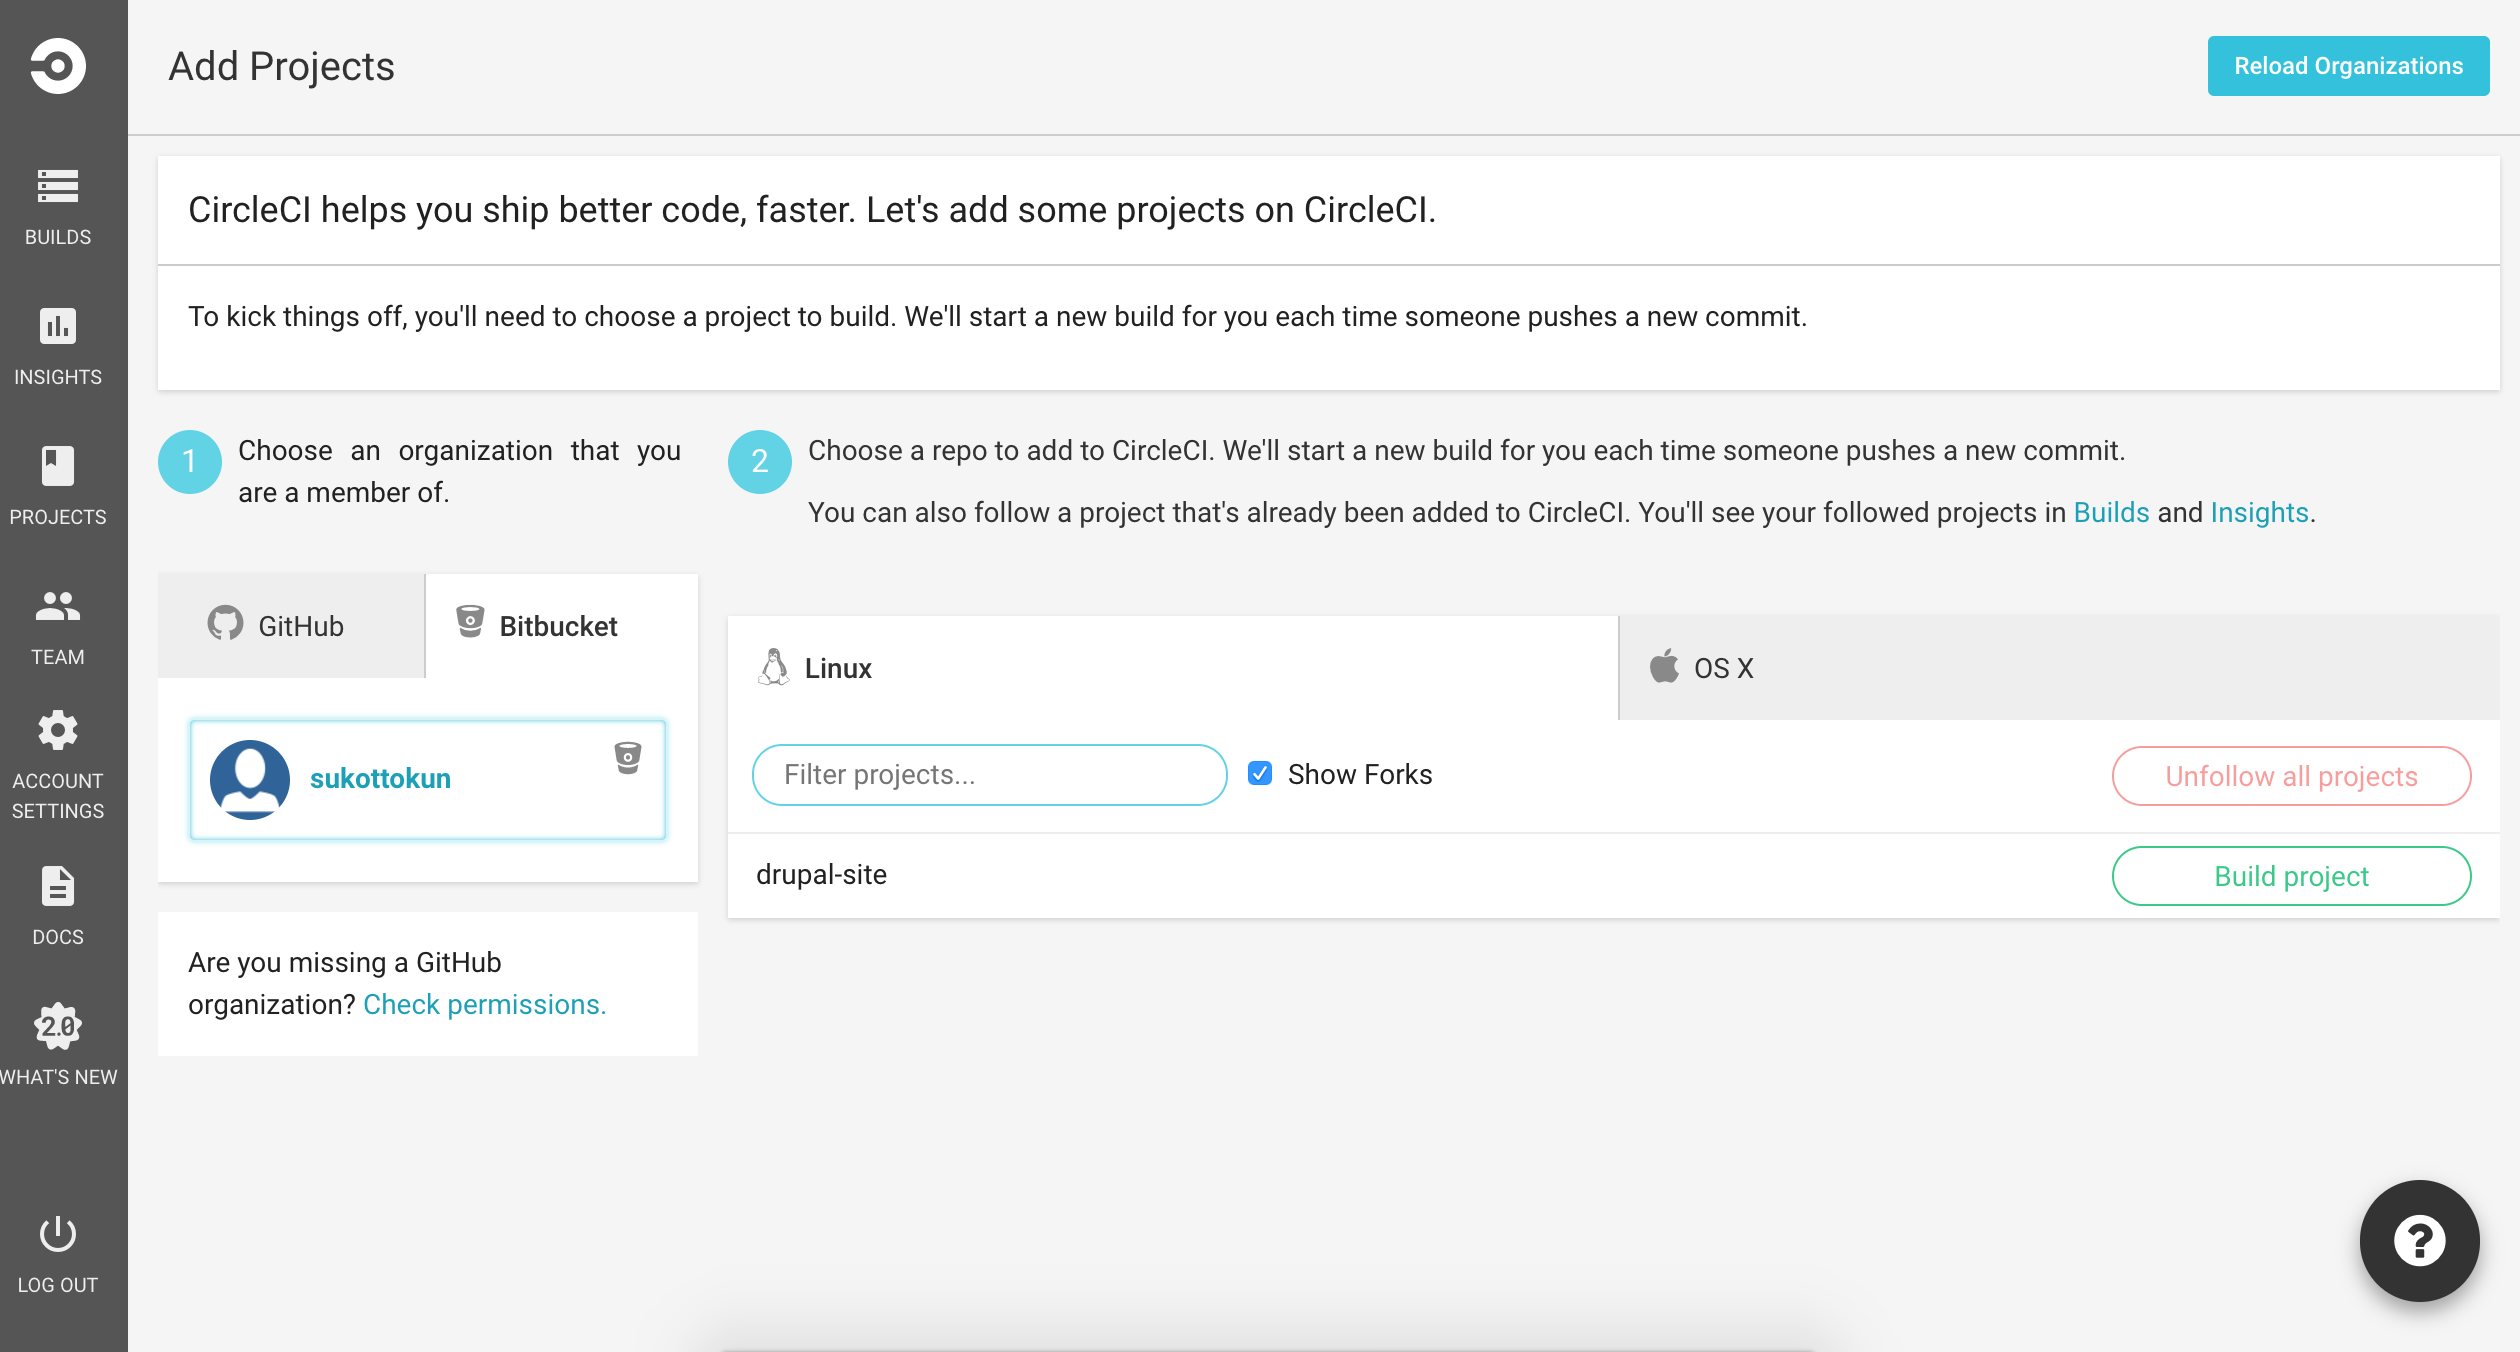 Add Projects
Reload Organizations
BUILDS
INSIGHTS
PROJECTS
TEAM
ACCOUNT
SETTINGS
DOCS
2.0
WHAT'S NEW
LOG OUT
CircleCI helps you ship better code, faster. Let's add some projects on CircleCI.
To kick things off, you'll need to choose a project to build. We'll start a new build for you each time someone pushes a new commit.
1
Choose an organization that you
are a member of.
GitHub
Bitbucket
sukottokun
Are you missing a GitHub
organization? Check permissions.
2
Choose a repo to add to CircleCI. We'll start a new build for you each time someone pushes a new commit.
You can also follow a project that's already been added to CircleCI. You'll see your followed projects in Builds and Insights.
Linux
OS X
Filter projects...
Show Forks
Unfollow all projects
drupal-site
Build project
?